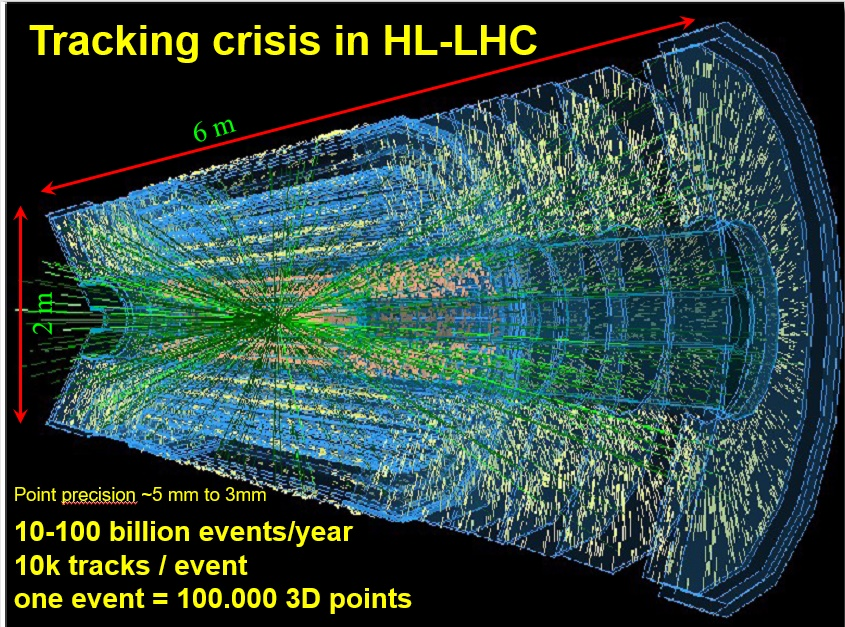 Tracking crisis in HL-LHC
6 m
2 m
Point precision ~5 mm to 3mm
10-100 billion events/year
10k tracks / event
one event = 100.000 3D points